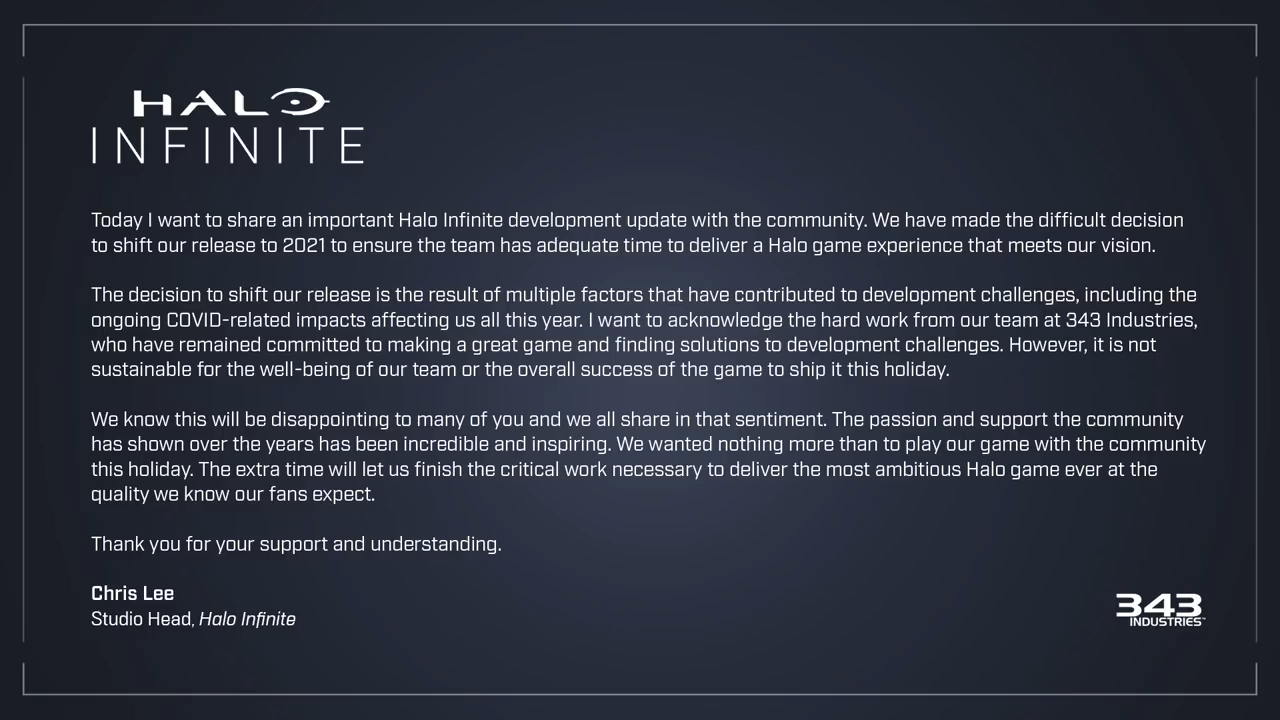 HALO
INFINITE
Today I want to share an important Halo Infinite development update with the community. We have made the difficult decision
to shift our release to 2021 to ensure the team has adequate time to deliver a Halo game experience that meets our vision.
The decision to shift our release is the result of multiple factors that have contributed to development challenges, including the
ongoing COVID-related impacts affecting us all this year. I want to acknowledge the hard work from our team at 343 Industries,
who have remained committed to making a great game and finding solutions to development challenges. However, it is not
sustainable for the well-being of our team or the overall success of the game to ship it this holiday.
We know this will be disappointing to many of you and we all share in that sentiment. The passion and support the community
has shown over the years has been incredible and inspiring. We wanted nothing more than to play our game with the community
this holiday. The extra time will let us finish the critical work necessary to deliver the most ambitious Halo game ever at the
quality we know our fans expect.
Thank you for your support and understanding.
Chris Lee
Studio Head, Halo Infinite
343
INDUSTRIES™